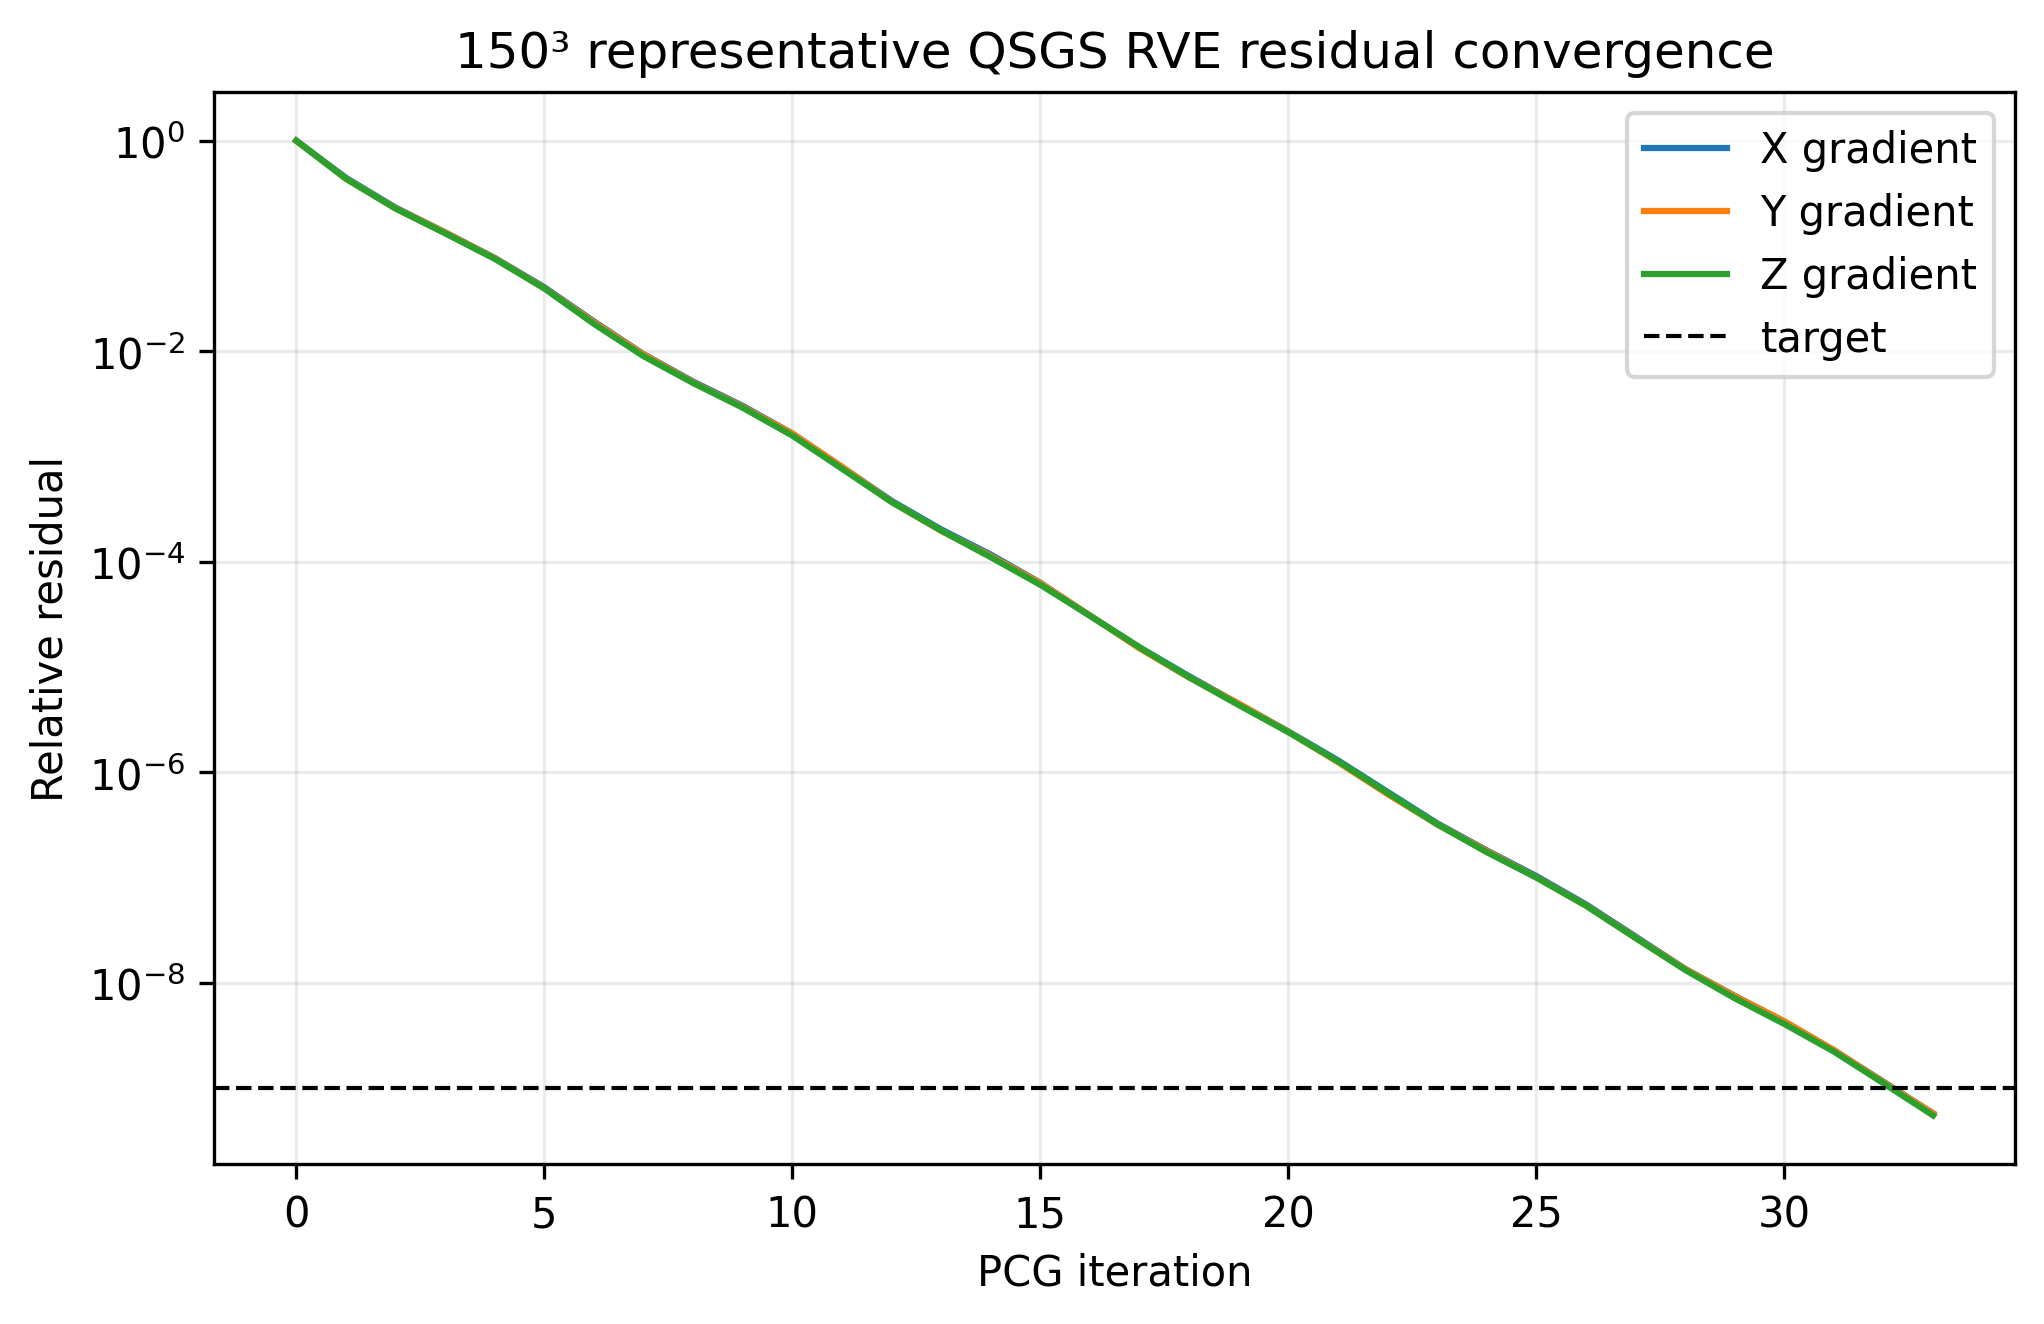 150³ representative QSGS RVE residual convergence
X gradient
Y gradient
Z gradient
target
Relative residual
10⁰
10⁻²
10⁻⁴
10⁻⁶
10⁻⁸
0 5 10 15 20 25 30
PCG iteration